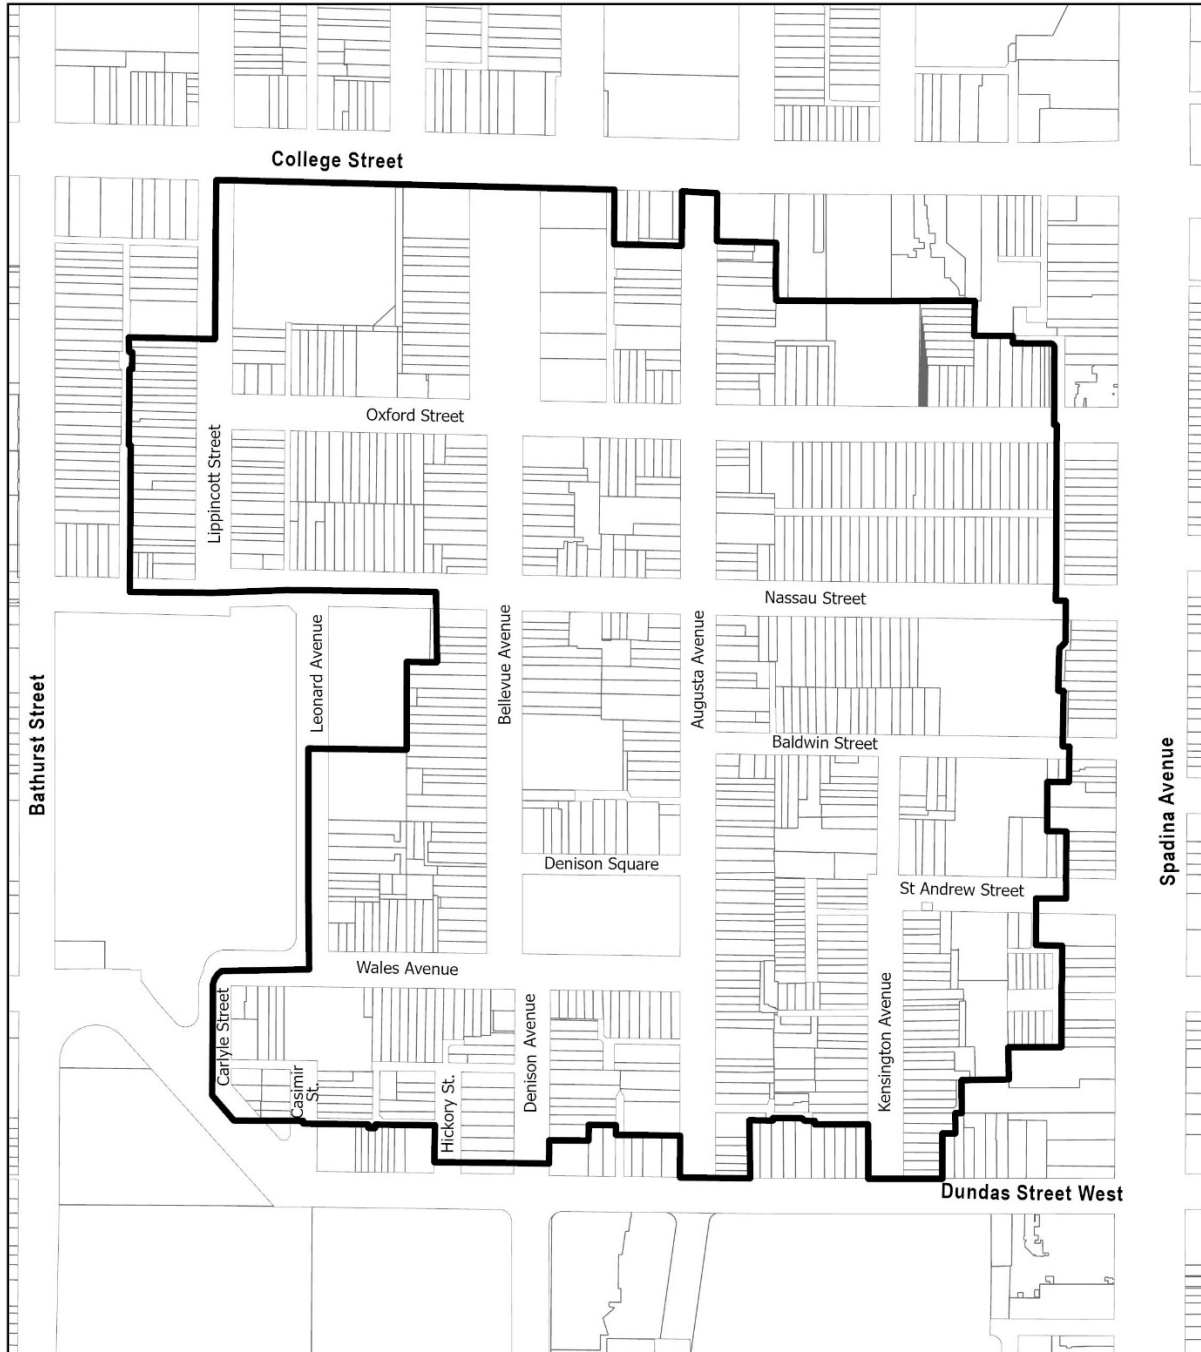 College Street
Oxford Street
Lippincott Street
Nassau Street
Leonard Avenue
Bellevue Avenue
Augusta Avenue
Bathurst Street
Baldwin Street
Spadina Avenue
Denison Square
St Andrew Street
Wales Avenue
Carlyle Street
Casimir
St.
Hickory St.
Denison Avenue
Kensington Avenue
Dundas Street West